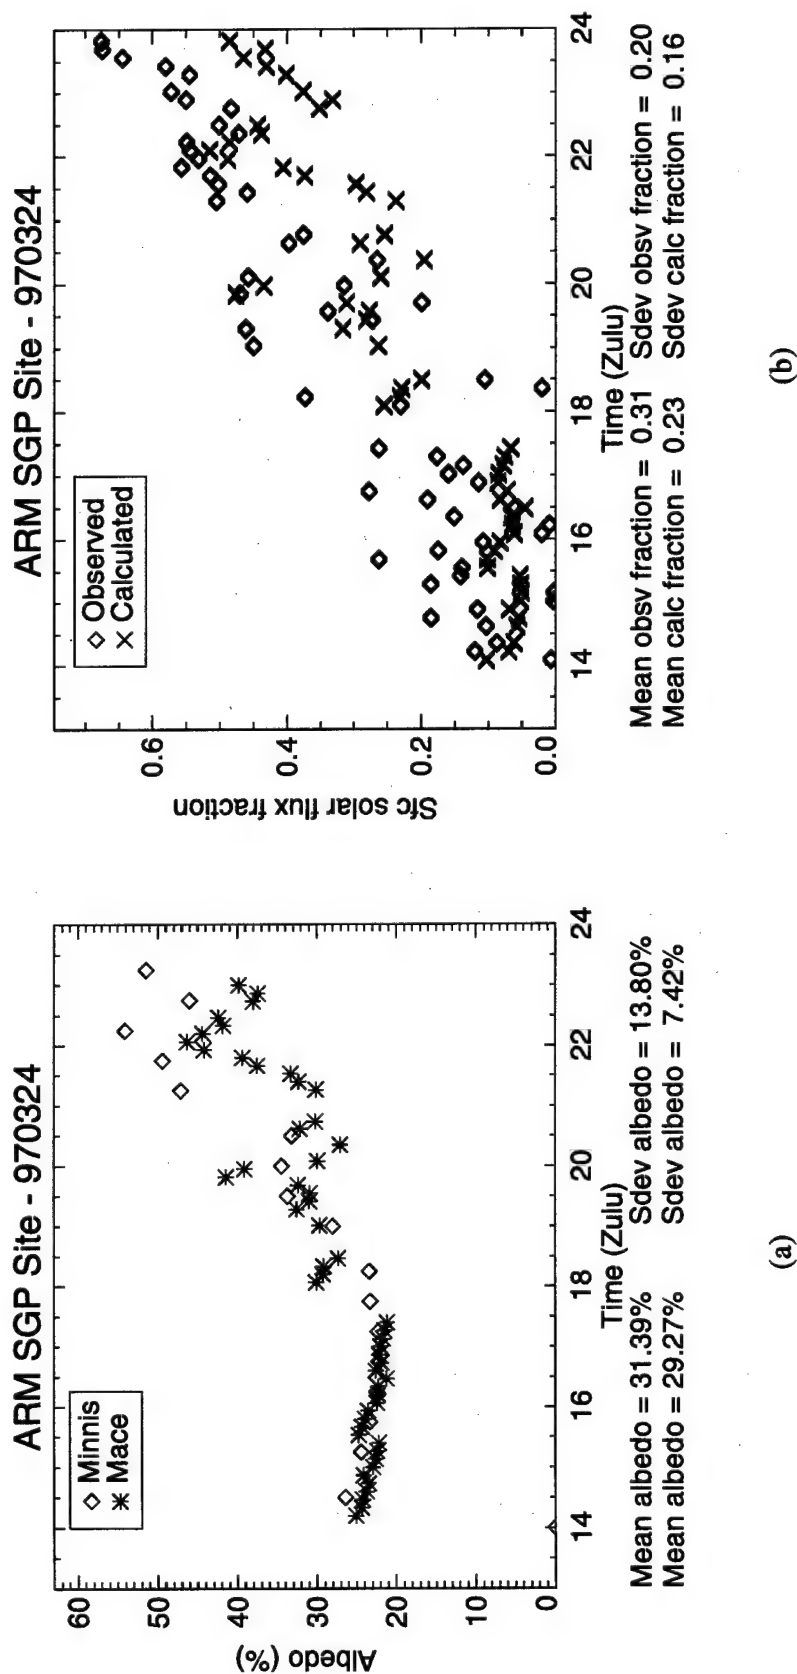 ARM SGP Site - 970324
Minnis
Mace
Albedo (%)
60
50
40
30
20
10
0
14
16
18
20
22
24
Time (Zulu)
Mean albedo = 31.39% Sdev albedo = 13.80%
Mean albedo = 29.27% Sdev albedo = 7.42%
(a)
ARM SGP Site - 970324
Observed
Calculated
Sfc solar flux fraction
0.6
0.4
0.2
0.0
14
16
18
20
22
24
Time (Zulu)
Mean obsv fraction = 0.31 Sdev obsv fraction = 0.20
Mean calc fraction = 0.23 Sdev calc fraction = 0.16
(b)